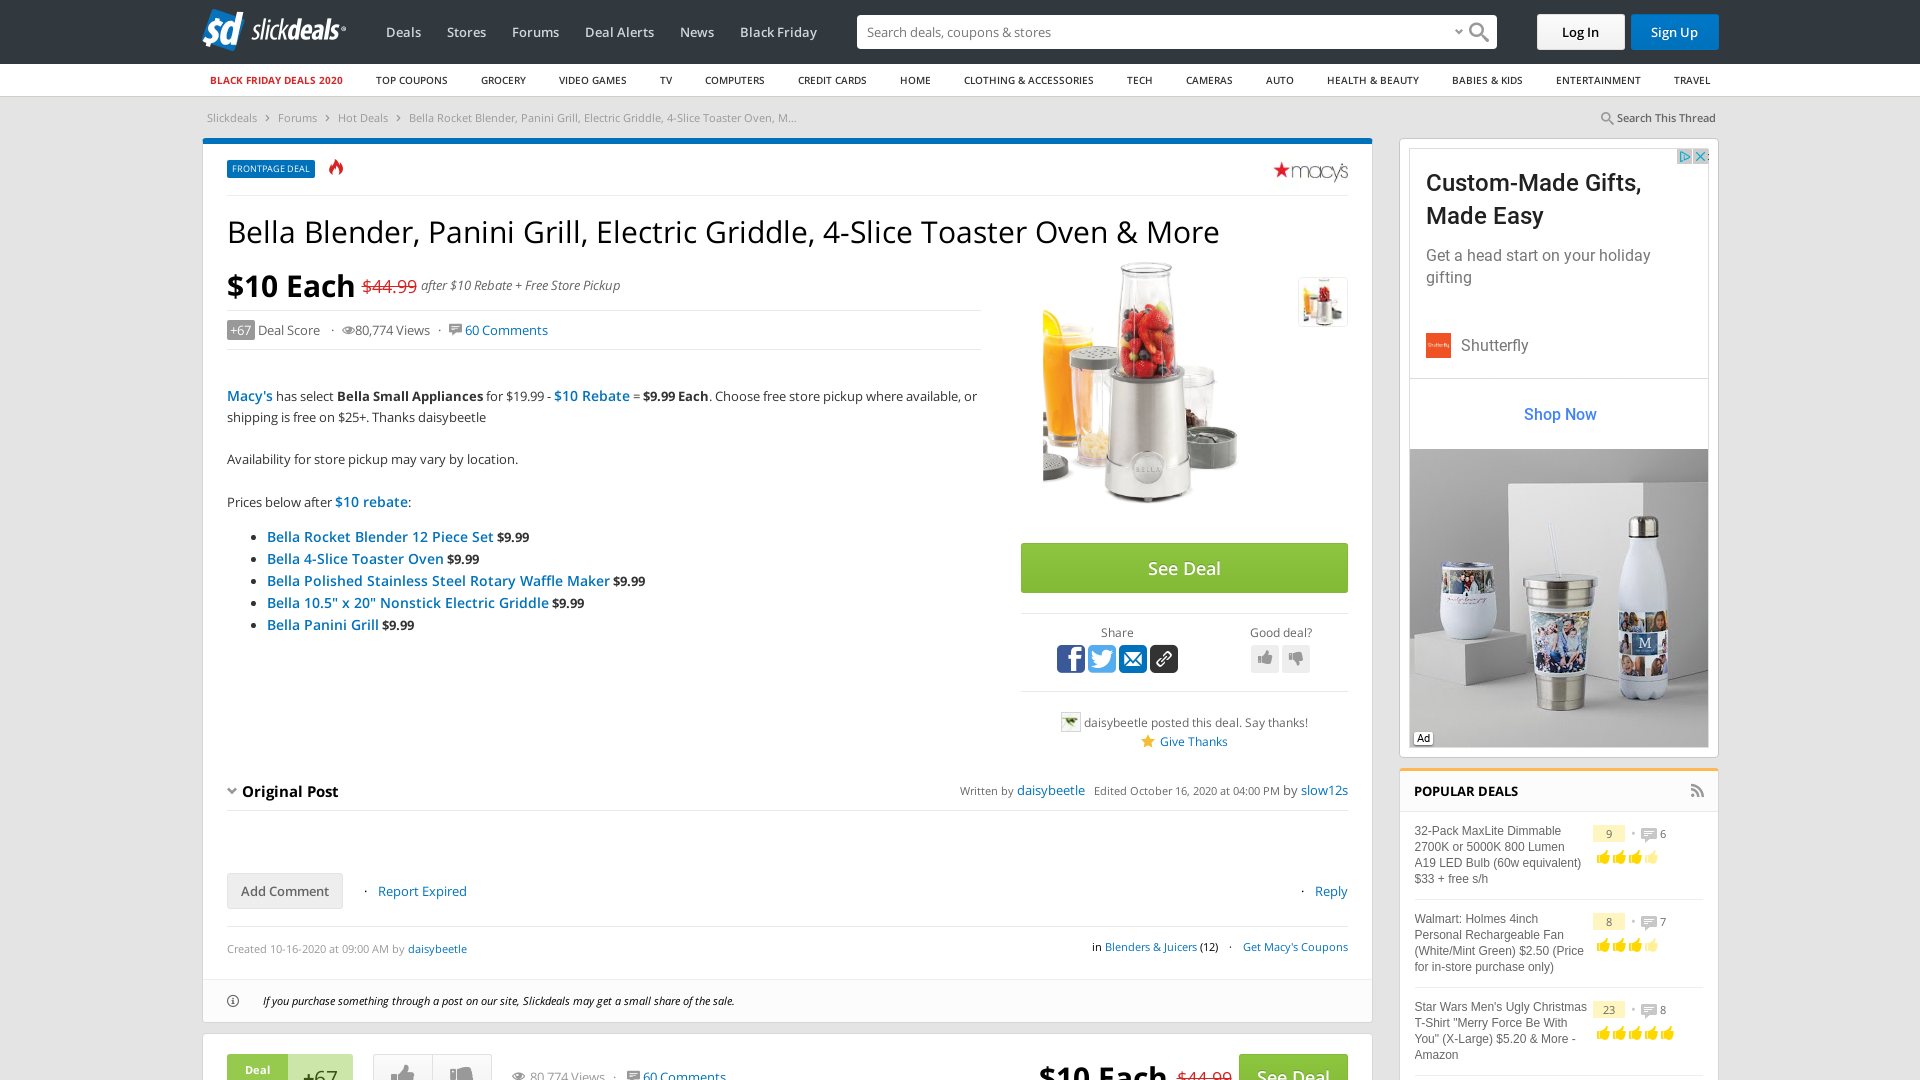 sd slickdeals
Deals Stores Forums Deal Alerts News Black Friday
Search deals, coupons & stores
Log In Sign Up
BLACK FRIDAY DEALS 2020 TOP COUPONS GROCERY VIDEO GAMES TV COMPUTERS CREDIT CARDS HOME CLOTHING & ACCESSORIES TECH CAMERAS AUTO HEALTH & BEAUTY BABIES & KIDS ENTERTAINMENT TRAVEL
Slickdeals › Forums › Hot Deals › Bella Rocket Blender, Panini Grill, Electric Griddle, 4-Slice Toaster Oven, M...
Search This Thread
FRONTPAGE DEAL
macy's
Bella Blender, Panini Grill, Electric Griddle, 4-Slice Toaster Oven & More
$10 Each $44.99 after $10 Rebate + Free Store Pickup
+67 Deal Score · 80,774 Views · 60 Comments
Macy's has select Bella Small Appliances for $19.99 - $10 Rebate = $9.99 Each. Choose free store pickup where available, or
shipping is free on $25+. Thanks daisybeetle
Availability for store pickup may vary by location.
Prices below after $10 rebate:
• Bella Rocket Blender 12 Piece Set $9.99
• Bella 4-Slice Toaster Oven $9.99
• Bella Polished Stainless Steel Rotary Waffle Maker $9.99
• Bella 10.5" x 20" Nonstick Electric Griddle $9.99
• Bella Panini Grill $9.99
BELLA
See Deal
Share
Good deal?
daisybeetle posted this deal. Say thanks!
Give Thanks
Original Post
Written by daisybeetle Edited October 16, 2020 at 04:00 PM by slow12s
Add Comment · Report Expired
· Reply
Created 10-16-2020 at 09:00 AM by daisybeetle
in Blenders & Juicers (12) · Get Macy's Coupons
If you purchase something through a post on our site, Slickdeals may get a small share of the sale.
Deal
+67
80,774 Views · 60 Comments
$10 Each $44.99 See Deal
Custom-Made Gifts,
Made Easy
Get a head start on your holiday
gifting
Shutterfly
Shop Now
M
Ad
POPULAR DEALS
32-Pack MaxLite Dimmable
2700K or 5000K 800 Lumen
A19 LED Bulb (60w equivalent)
$33 + free s/h
9 • 6
Walmart: Holmes 4inch
Personal Rechargeable Fan
(White/Mint Green) $2.50 (Price
for in-store purchase only)
8 • 7
Star Wars Men's Ugly Christmas
T-Shirt "Merry Force Be With
You" (X-Large) $5.20 & More -
Amazon
23 • 8